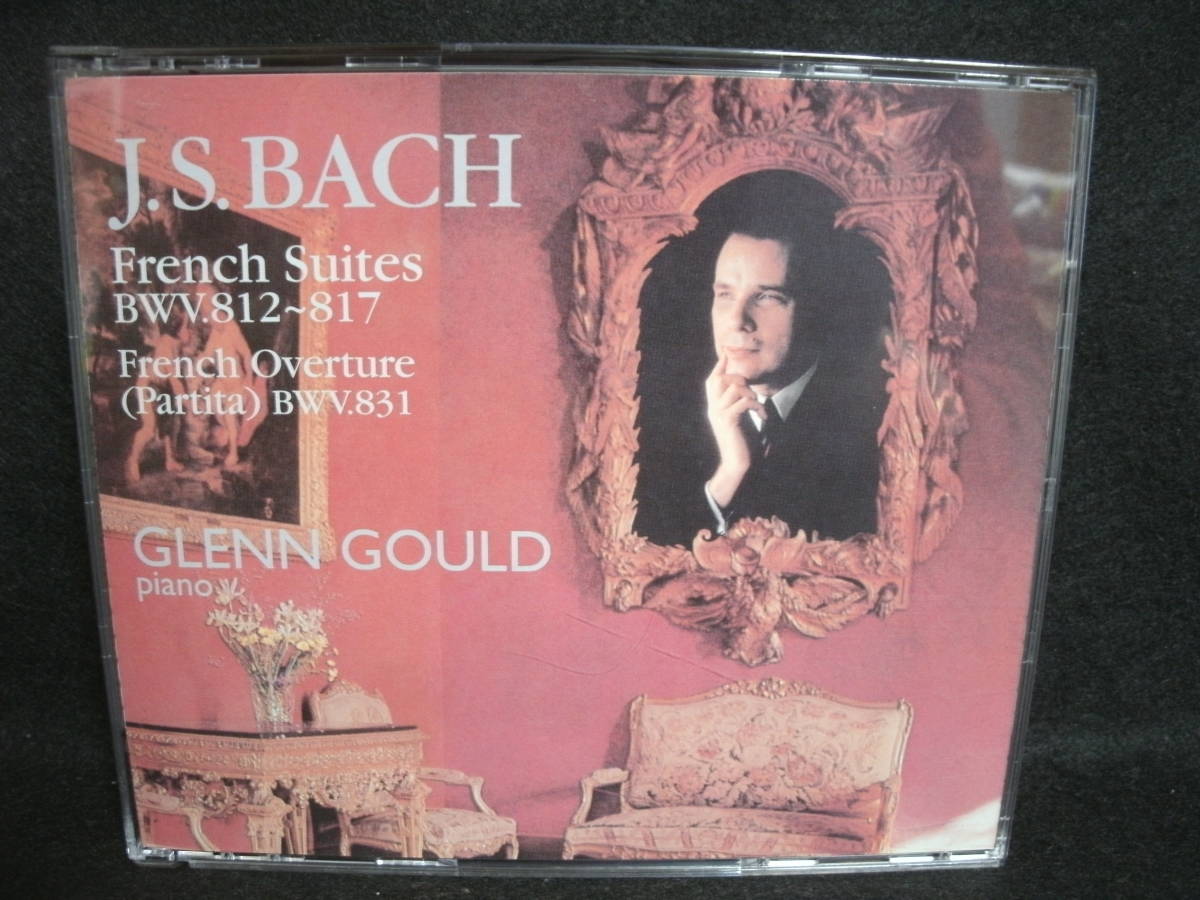 J. S. BACH
French Suites
BWV.812~817
French Overture
(Partita) BWV.831
GLENN GOULD
piano